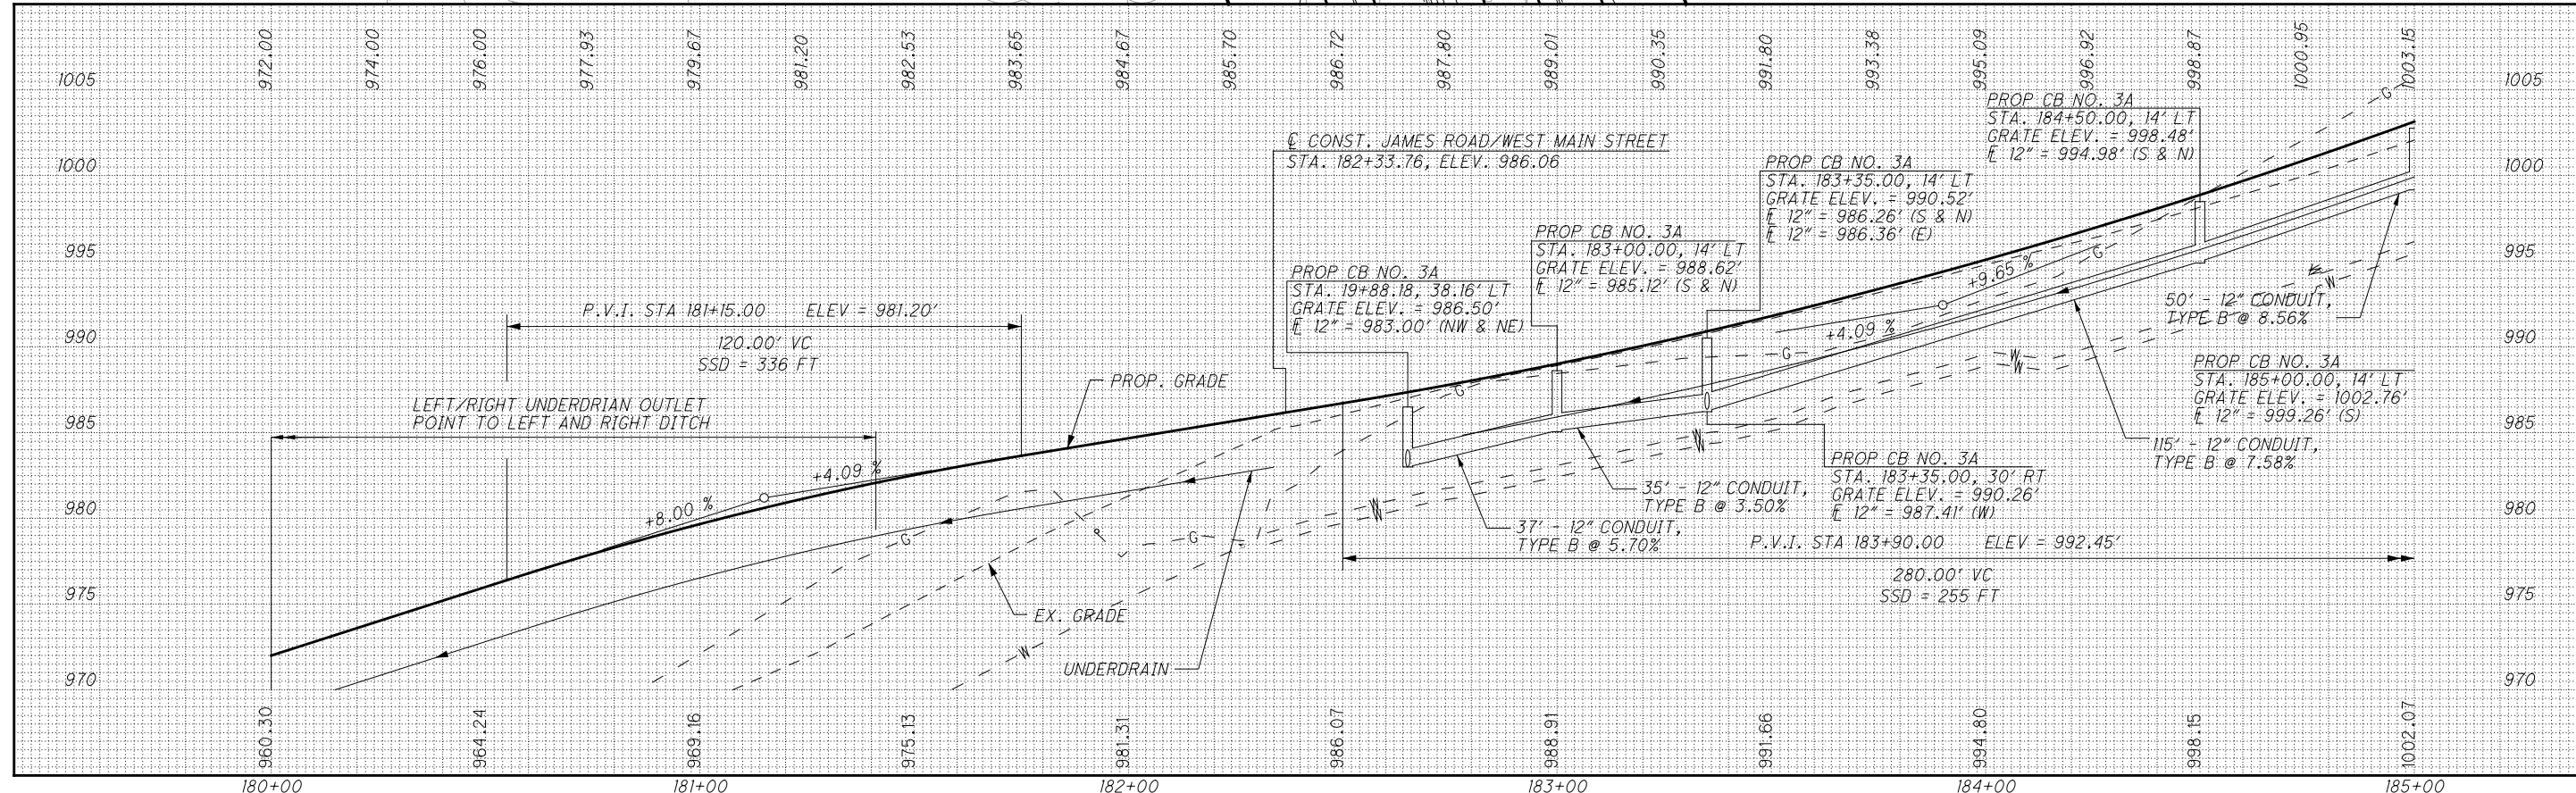 972.00 974.00 976.00 977.93 979.67 981.20 982.53 983.65 984.67 985.70 986.72 987.80 989.01 990.35 991.80 993.38 995.09 996.92 998.87 1000.95 1003.15
1005 1005
1000 1000
995 995
990 990
985 985
980 980
975 975
970 970
P.V.I. STA 181+15.00 ELEV = 981.20'
120.00' VC
SSD = 336 FT
LEFT/RIGHT UNDERDRIAN OUTLET
POINT TO LEFT AND RIGHT DITCH
+8.00 %
+4.09 %
PROP. GRADE
EX. GRADE
UNDERDRAIN
℄ CONST. JAMES ROAD/WEST MAIN STREET
STA. 182+33.76, ELEV. 986.06
PROP CB NO. 3A
STA. 19+88.18, 38.16' LT
GRATE ELEV. = 986.50'
12" = 983.00' (NW & NE)
PROP CB NO. 3A
STA. 183+00.00, 14' LT
GRATE ELEV. = 988.62'
12" = 985.12' (S & N)
PROP CB NO. 3A
STA. 183+35.00, 14' LT
GRATE ELEV. = 990.52'
12" = 986.26' (S & N)
12" = 986.36' (E)
PROP CB NO. 3A
STA. 184+50.00, 14' LT
GRATE ELEV. = 998.48'
12" = 994.98' (S & N)
+9.65 %
+4.09 %
50' - 12" CONDUIT,
TYPE B @ 8.56%
PROP CB NO. 3A
STA. 185+00.00, 14' LT
GRATE ELEV. = 1002.76'
12" = 999.26' (S)
115' - 12" CONDUIT,
TYPE B @ 7.58%
PROP CB NO. 3A
STA. 183+35.00, 30' RT
GRATE ELEV. = 990.26'
12" = 987.41' (W)
35' - 12" CONDUIT,
TYPE B @ 3.50%
37' - 12" CONDUIT,
TYPE B @ 5.70%
P.V.I. STA 183+90.00 ELEV = 992.45'
280.00' VC
SSD = 255 FT
G
G
G
G
G
G
W
W
W
W
W
W
W
W
960.30 964.24 969.16 975.13 981.31 986.07 988.91 991.66 994.80 998.15 1002.07
180+00 181+00 182+00 183+00 184+00 185+00